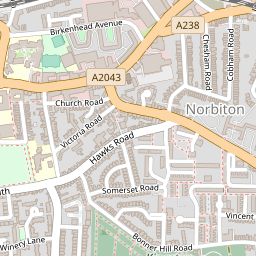 Birkenhead Avenue
A238
Chesham Road
Cobham Road
A2043
Church Road
Norbiton
Victoria Road
Hawks Road
Somerset Road
Vincent
Winery Lane
Bonner Hill Road